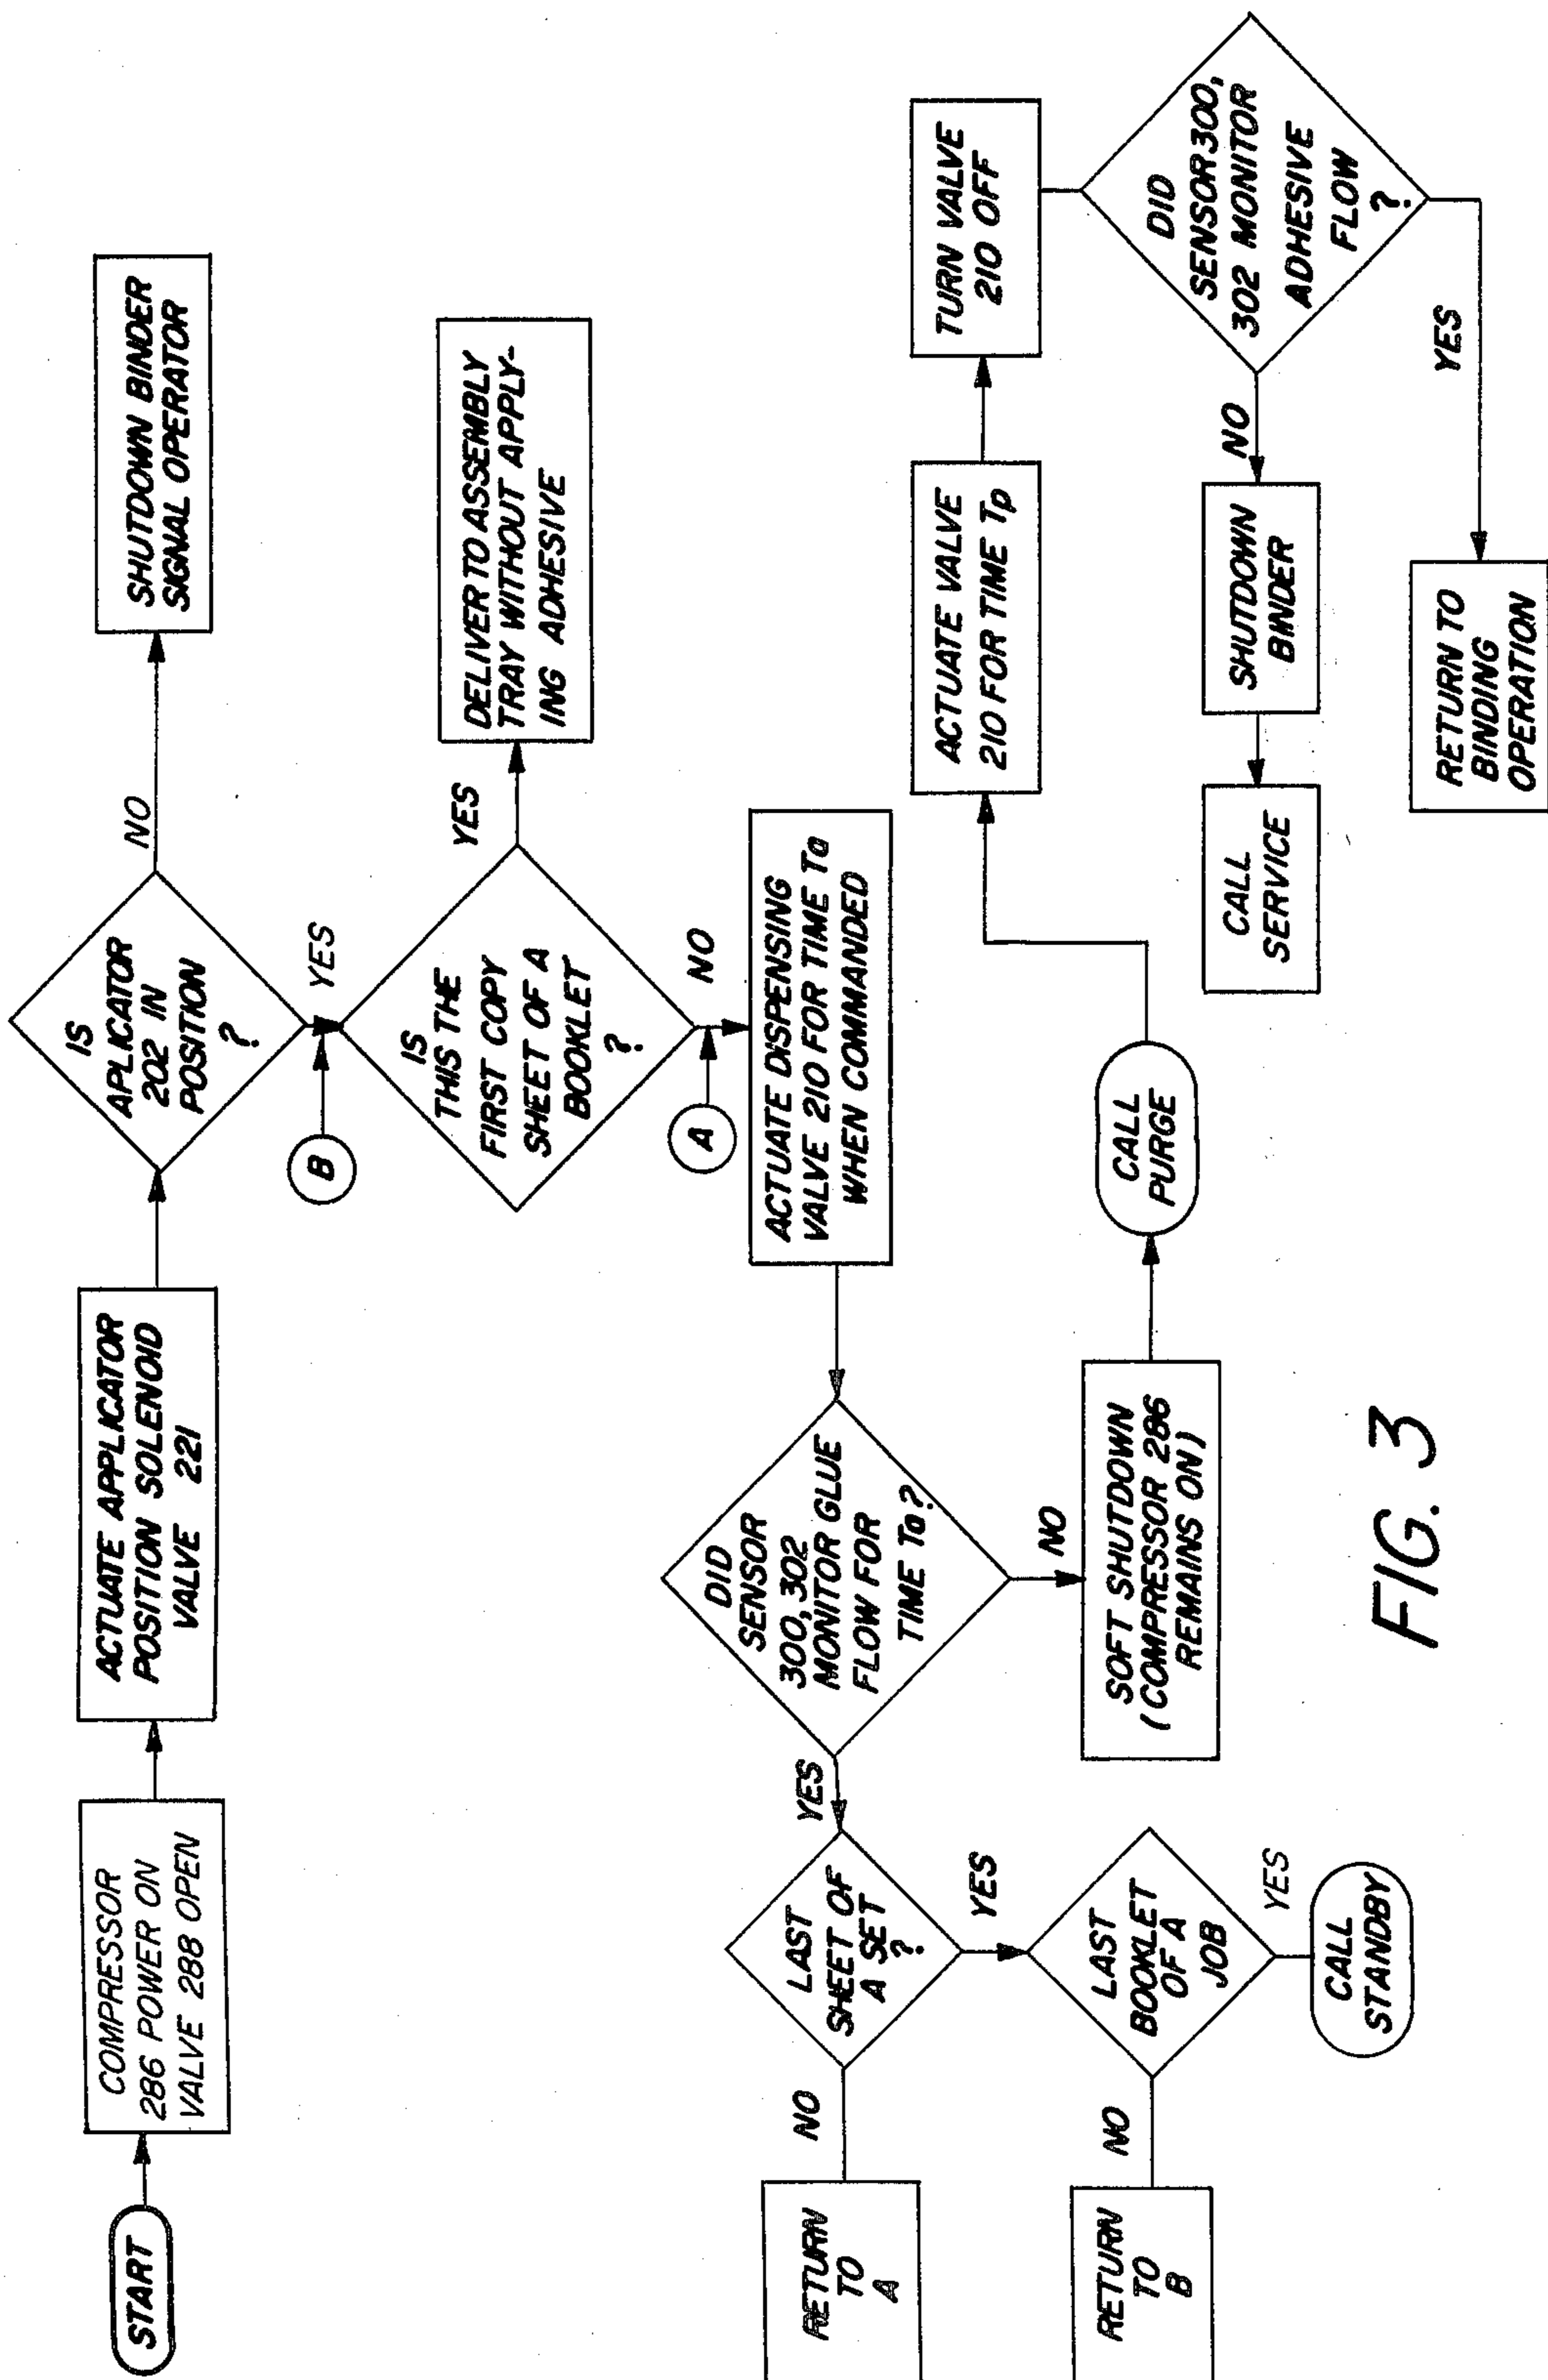 START
COMPRESSOR
286 POWER ON
VALVE 288 OPEN
ACTUATE APPLICATOR
POSITION SOLENOID
VALVE 221
IS
APLICATOR
202 IN
POSITION
?
NO
SHUTDOWN BINDER
SIGNAL OPERATOR
YES
B
IS
THIS THE
FIRST COPY
SHEET OF A
BOOKLET
?
YES
DELIVER TO ASSEMBLY
TRAY WITHOUT APPLY-
ING ADHESIVE
NO
A
ACTUATE DISPENSING
VALVE 210 FOR TIME Ta
WHEN COMMANDED
DID
SENSOR
300,302
MONITOR GLUE
FLOW FOR
TIME Ta?
YES
LAST
SHEET OF
A SET
?
NO
RETURN
TO
A
YES
LAST
BOOKLET
OF A
JOB
NO
RETURN
TO
B
YES
CALL
STANDBY
NO
SOFT SHUTDOWN
(COMPRESSOR 286
REMAINS ON)
CALL
PURGE
ACTUATE VALVE
210 FOR TIME Tp
TURN VALVE
210 OFF
DID
SENSOR 300,
302 MONITOR
ADHESIVE
FLOW
?
NO
SHUTDOWN
BINDER
CALL
SERVICE
YES
RETURN TO
BINDING
OPERATION
FIG. 3